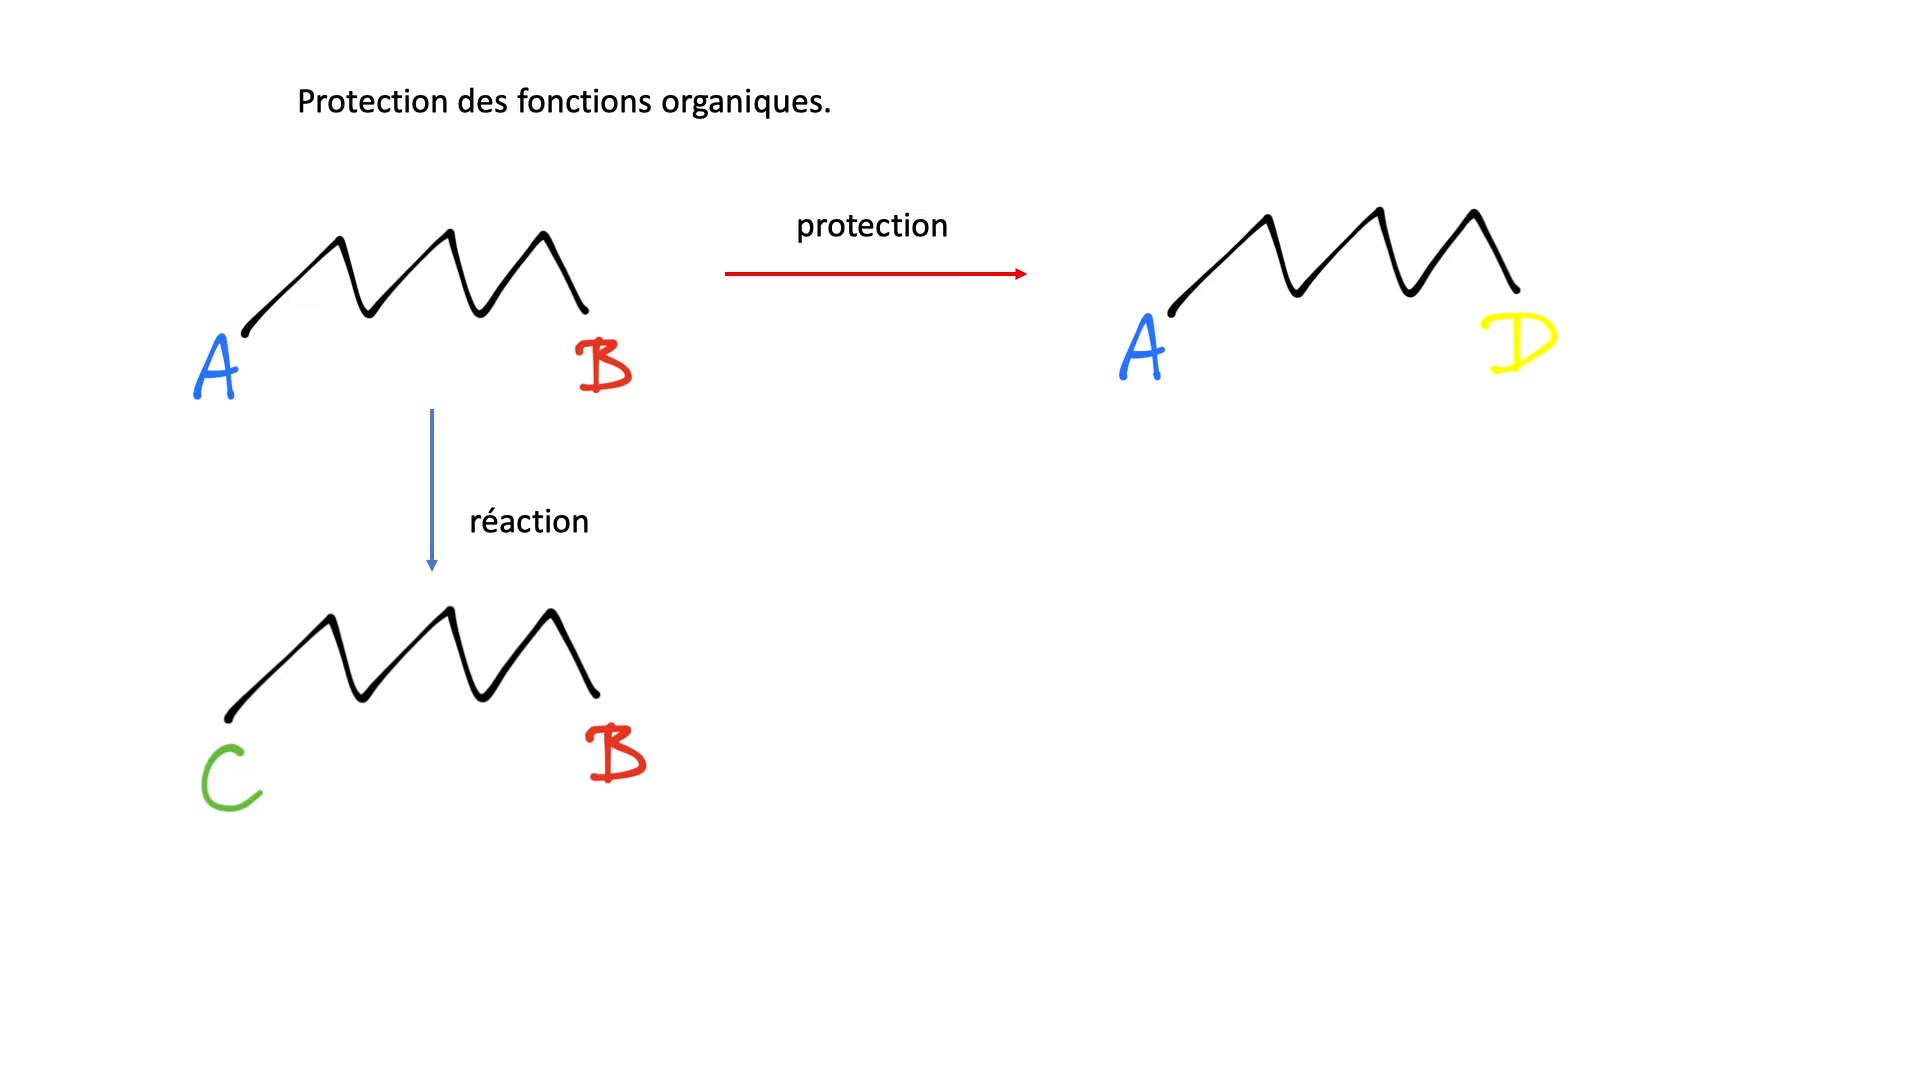 Protection des fonctions organiques.
protection
A
B
A
D
réaction
C
B